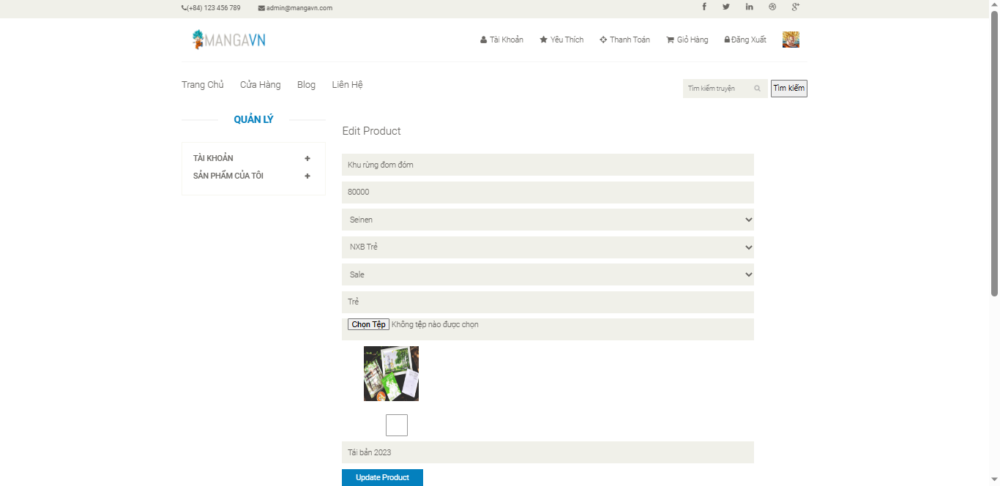 (+84) 123 456 789 admin@mangavn.com
MANGAVN
Tài Khoản Yêu Thích Thanh Toán Giỏ Hàng Đăng Xuất
Trang Chủ Cửa Hàng Blog Liên Hệ
Tìm kiếm truyện Tìm kiếm
QUẢN LÝ
TÀI KHOẢN
SẢN PHẨM CỦA TÔI
Edit Product
Khu rừng đom đóm
80000
Seinen
NXB Trẻ
Sale
Trẻ
Chọn Tệp Không tệp nào được chọn
Tái bản 2023
Update Product